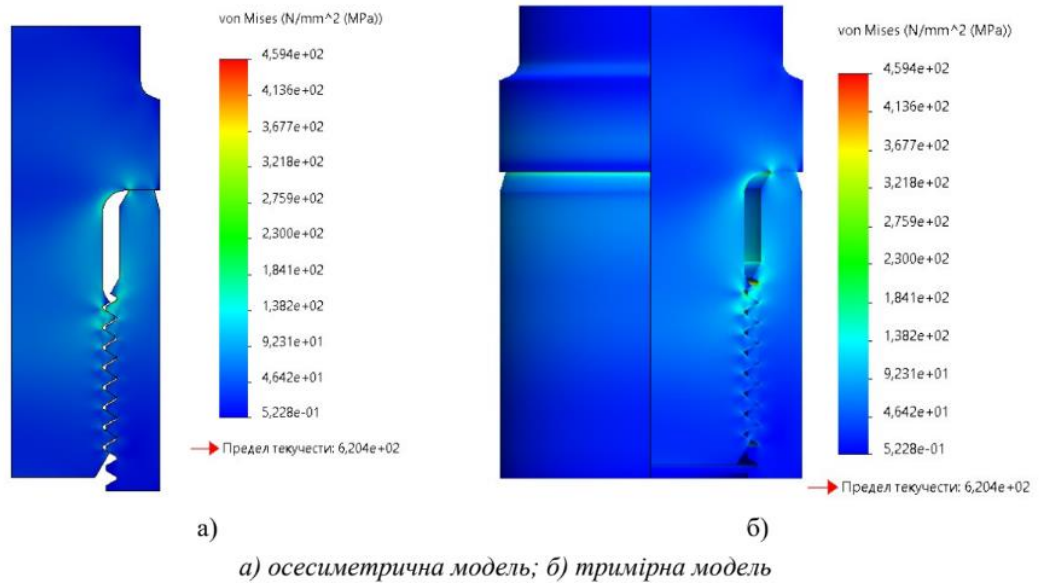 von Mises (N/mm^2 (MPa))
4,594e+02
4,136e+02
3,677e+02
3,218e+02
2,759e+02
2,300e+02
1,841e+02
1,382e+02
9,231e+01
4,642e+01
5,228e-01
Предел текучести: 6,204e+02
а)
von Mises (N/mm^2 (MPa))
4,594e+02
4,136e+02
3,677e+02
3,218e+02
2,759e+02
2,300e+02
1,841e+02
1,382e+02
9,231e+01
4,642e+01
5,228e-01
Предел текучести: 6,204e+02
б)
а) осесиметрична модель; б) тримірна модель